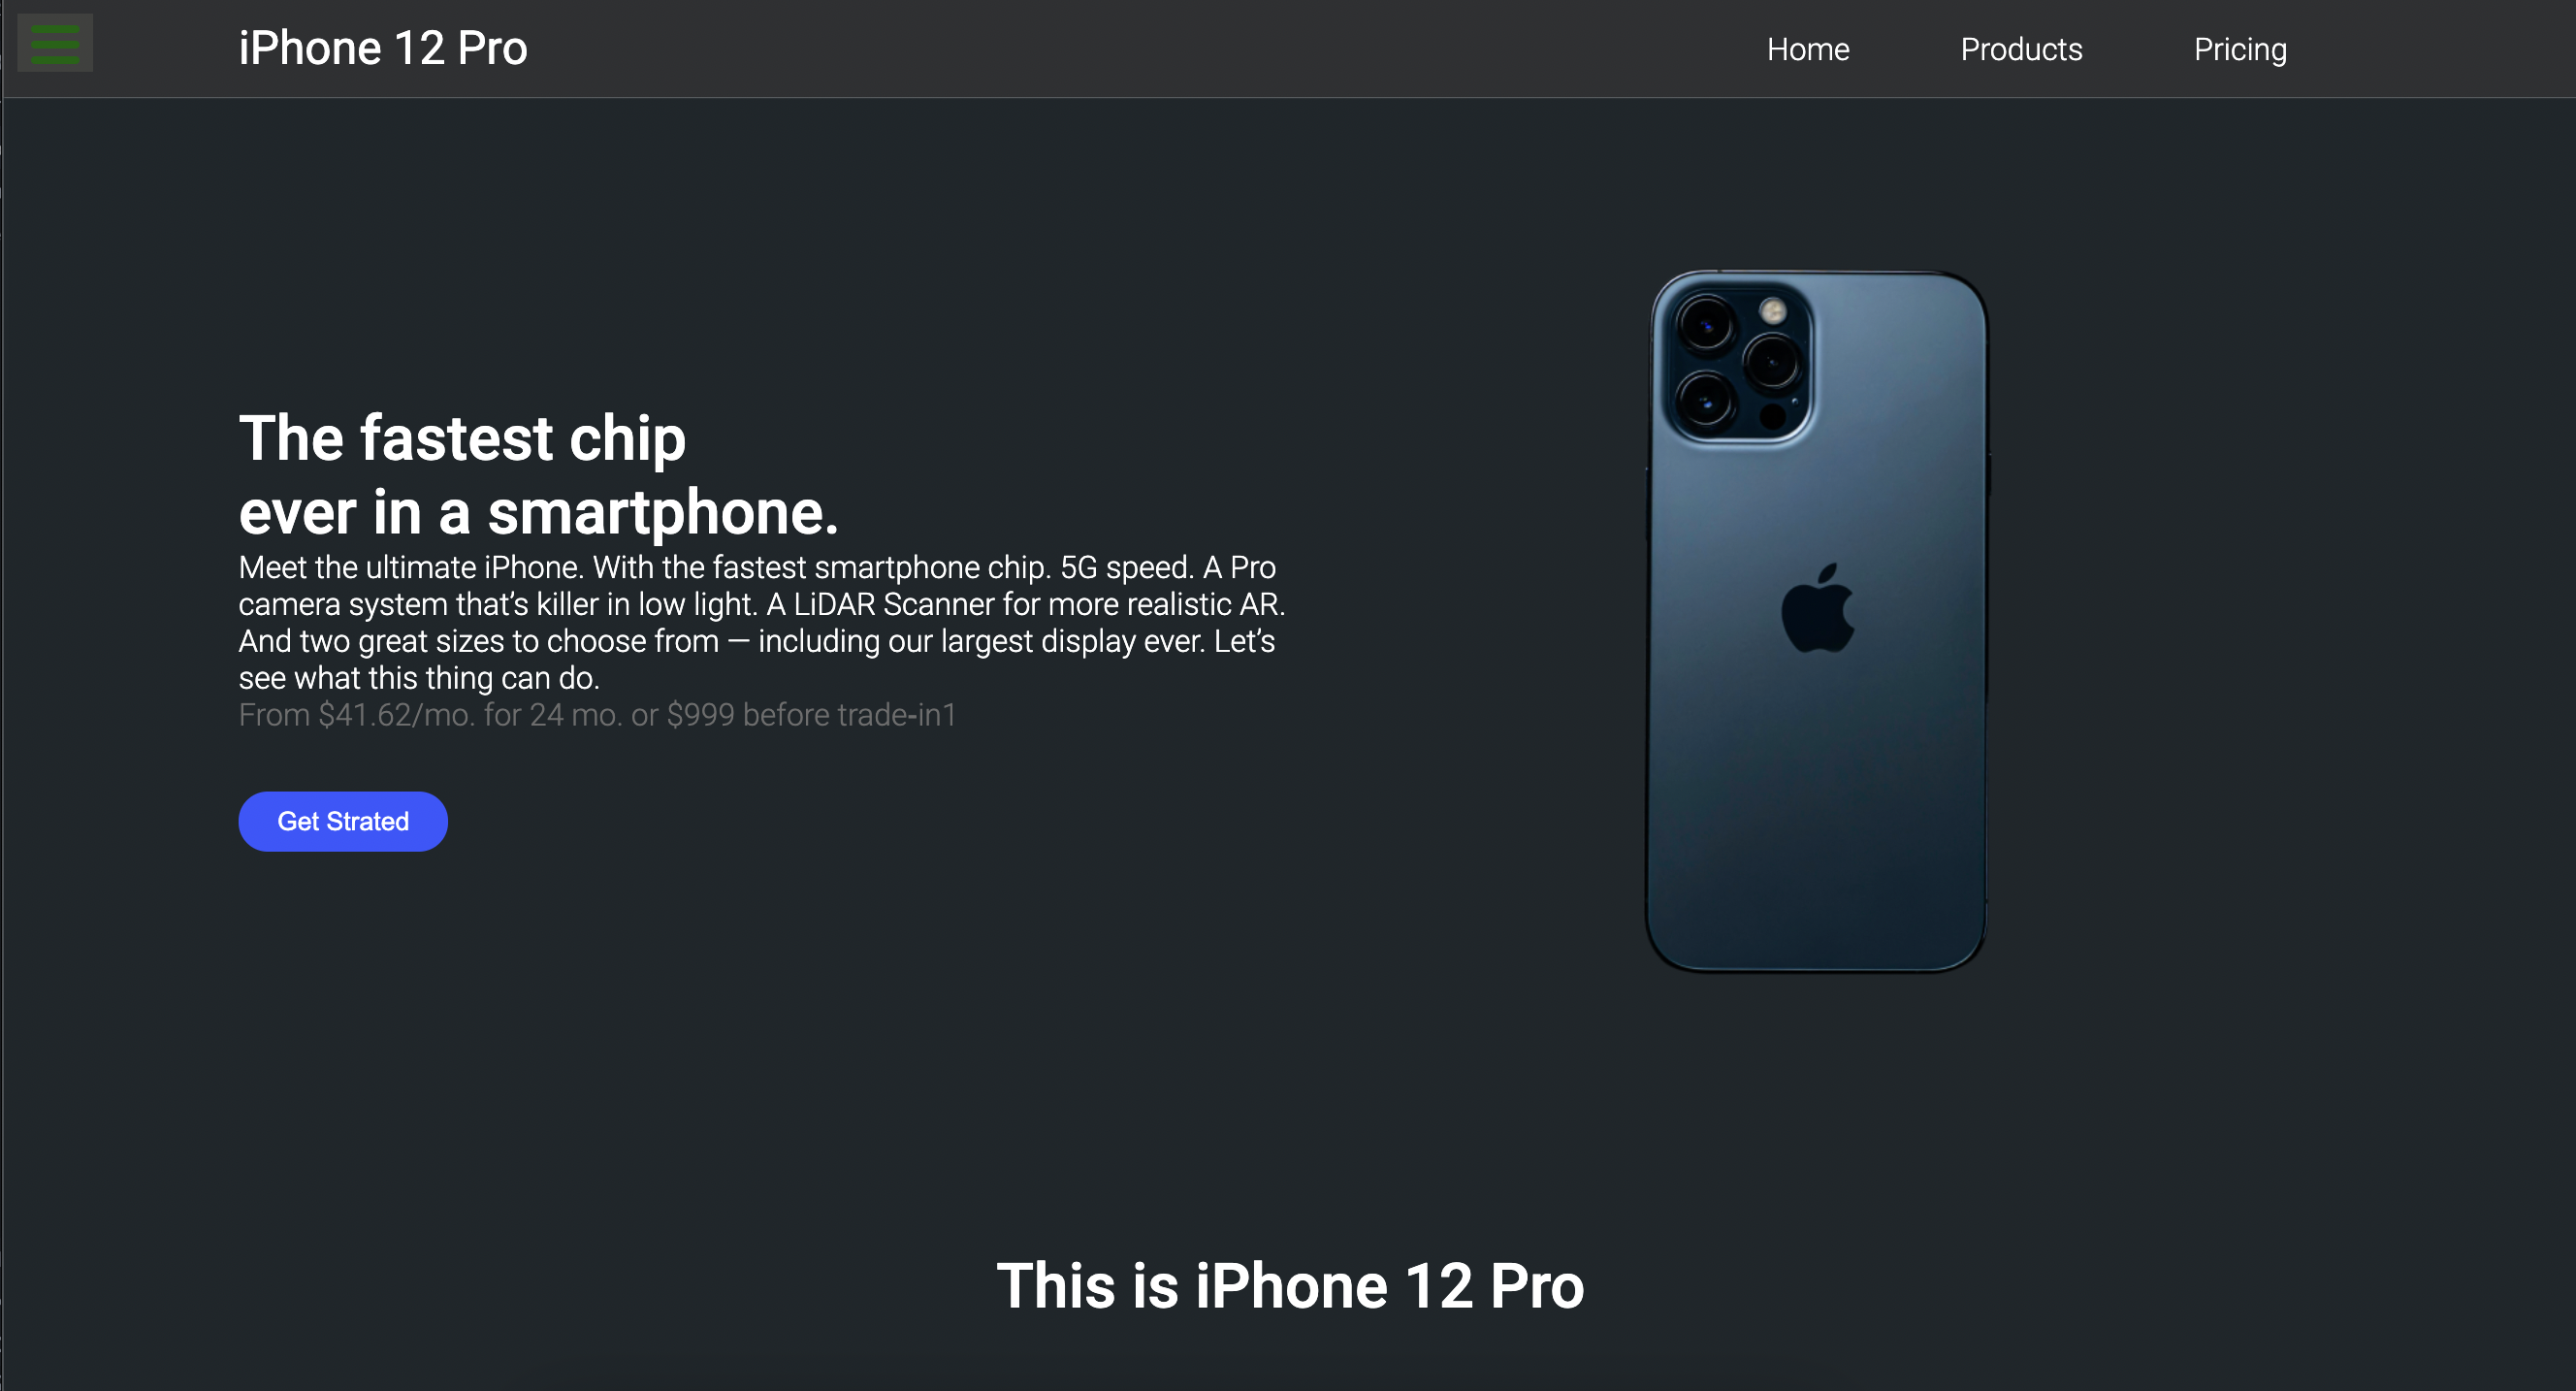 iPhone 12 Pro
Home
Products
Pricing
The fastest chip
ever in a smartphone.
Meet the ultimate iPhone. With the fastest smartphone chip. 5G speed. A Pro
camera system that’s killer in low light. A LiDAR Scanner for more realistic AR.
And two great sizes to choose from — including our largest display ever. Let’s
see what this thing can do.
From $41.62/mo. for 24 mo. or $999 before trade‑in1
Get Strated
This is iPhone 12 Pro